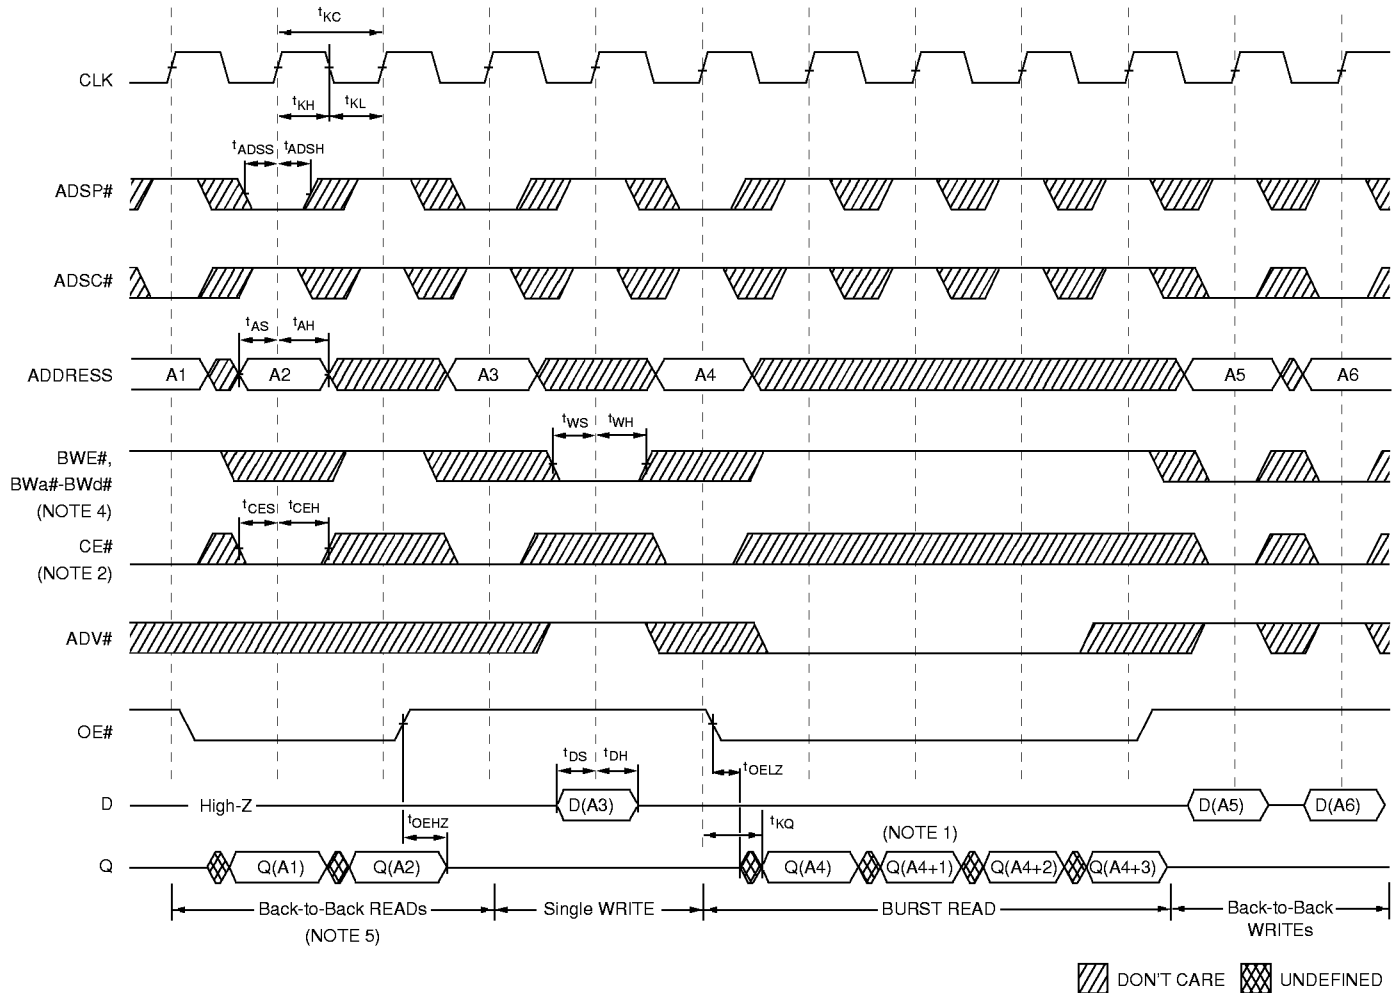 tKC
CLK
tKH
tKL
tADSS
tADSH
ADSP#
ADSC#
tAS
tAH
ADDRESS
A1
A2
A3
A4
A5
A6
tWS
tWH
BWE#,
BWa#-BWd#
(NOTE 4)
tCES
tCEH
CE#
(NOTE 2)
ADV#
OE#
tDS
tDH
tOELZ
D
High-Z
D(A3)
D(A5)
D(A6)
tOEHZ
tKQ
(NOTE 1)
Q
Q(A1)
Q(A2)
Q(A4)
Q(A4+1)
Q(A4+2)
Q(A4+3)
Back-to-Back READs
(NOTE 5)
Single WRITE
BURST READ
Back-to-Back
WRITEs
DON'T CARE
UNDEFINED